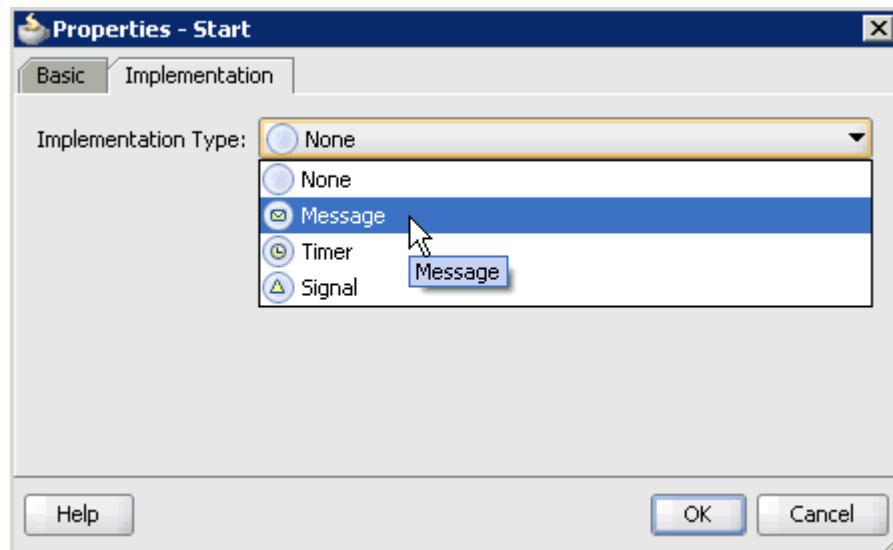 Properties - Start
Basic Implementation
Implementation Type: None
None
Message
Timer
Message
Signal
Help OK Cancel